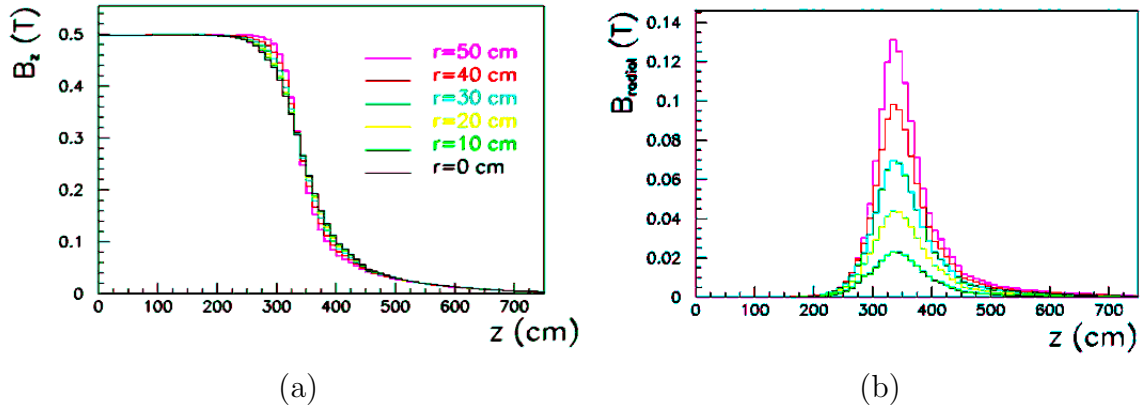 B_z (T)
0.5
0.4
0.3
0.2
0.1
0
r=50 cm
r=40 cm
r=30 cm
r=20 cm
r=10 cm
r=0 cm
0 100 200 300 400 500 600 700
z (cm)
(a)
B_radial (T)
0.14
0.12
0.1
0.08
0.06
0.04
0.02
0
0 100 200 300 400 500 600 700
z (cm)
(b)